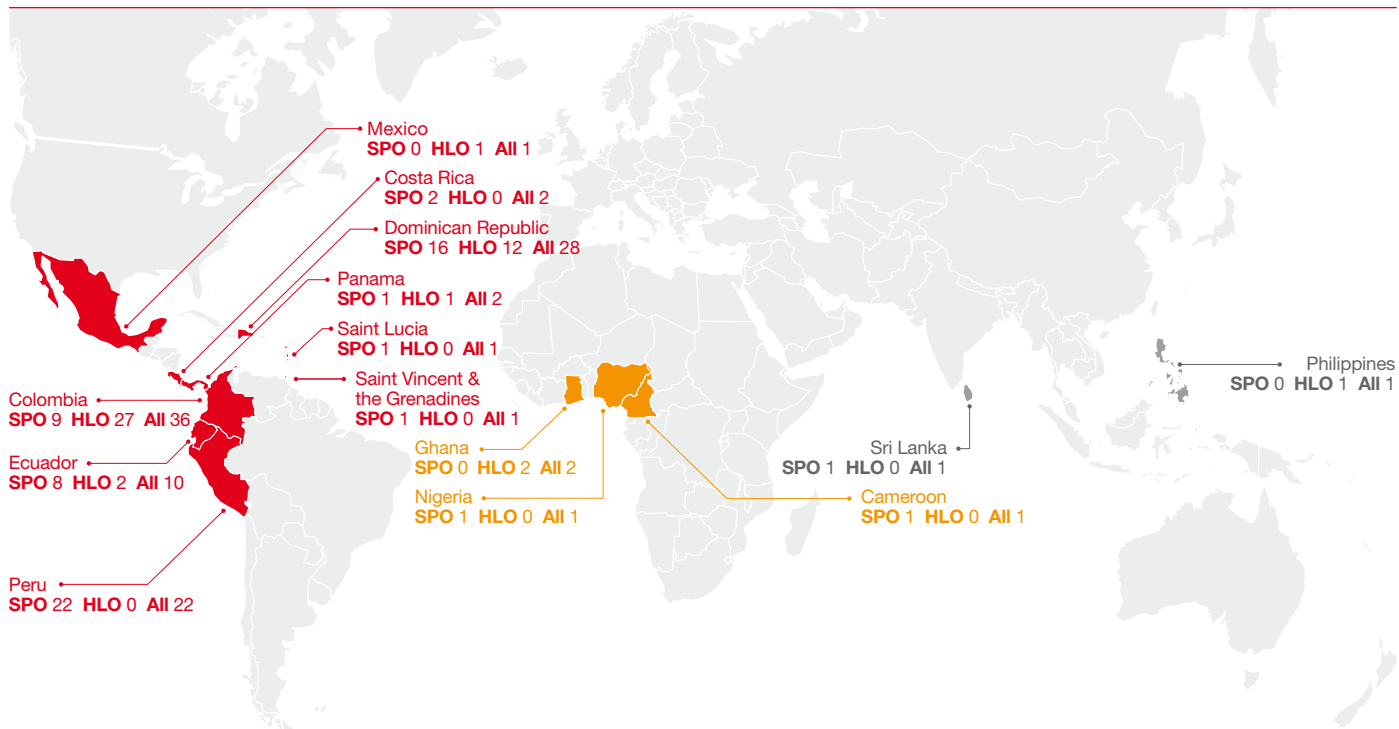 Mexico
SPO 0 HLO 1 All 1
Costa Rica
SPO 2 HLO 0 All 2
Dominican Republic
SPO 16 HLO 12 All 28
Panama
SPO 1 HLO 1 All 2
Saint Lucia
SPO 1 HLO 0 All 1
Saint Vincent &
the Grenadines
SPO 1 HLO 0 All 1
Colombia
SPO 9 HLO 27 All 36
Ecuador
SPO 8 HLO 2 All 10
Peru
SPO 22 HLO 0 All 22
Ghana
SPO 0 HLO 2 All 2
Nigeria
SPO 1 HLO 0 All 1
Cameroon
SPO 1 HLO 0 All 1
Sri Lanka
SPO 1 HLO 0 All 1
Philippines
SPO 0 HLO 1 All 1